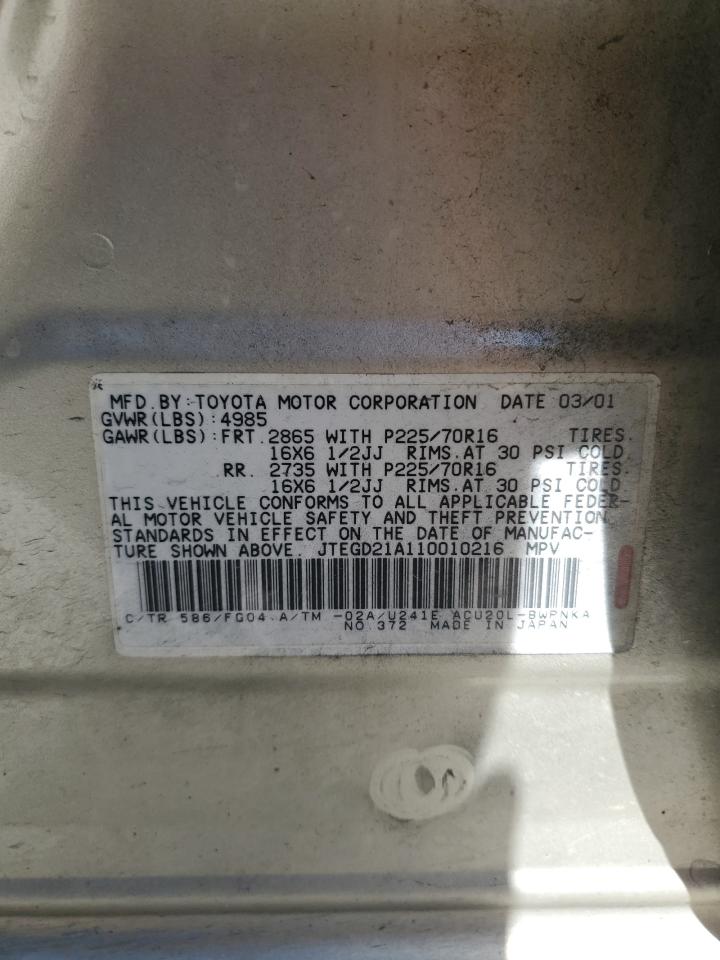 MFD.BY:TOYOTA MOTOR CORPORATION DATE 03/01
GVWR(LBS):4985
GAWR(LBS):FRT.2865 WITH P225/70R16 TIRES.
16X6 1/2JJ RIMS.AT 30 PSI COLD.
RR. 2735 WITH P225/70R16 TIRES.
16X6 1/2JJ RIMS.AT 30 PSI COLD.
THIS VEHICLE CONFORMS TO ALL APPLICABLE FEDER-
AL MOTOR VEHICLE SAFETY AND THEFT PREVENTION
STANDARDS IN EFFECT ON THE DATE OF MANUFAC-
TURE SHOWN ABOVE. JTEGD21A110010216 MPV
C/TR 586/FG04.A/TM -02A/U241E ACU20L-BWPNKA
NO.372 MADE IN JAPAN